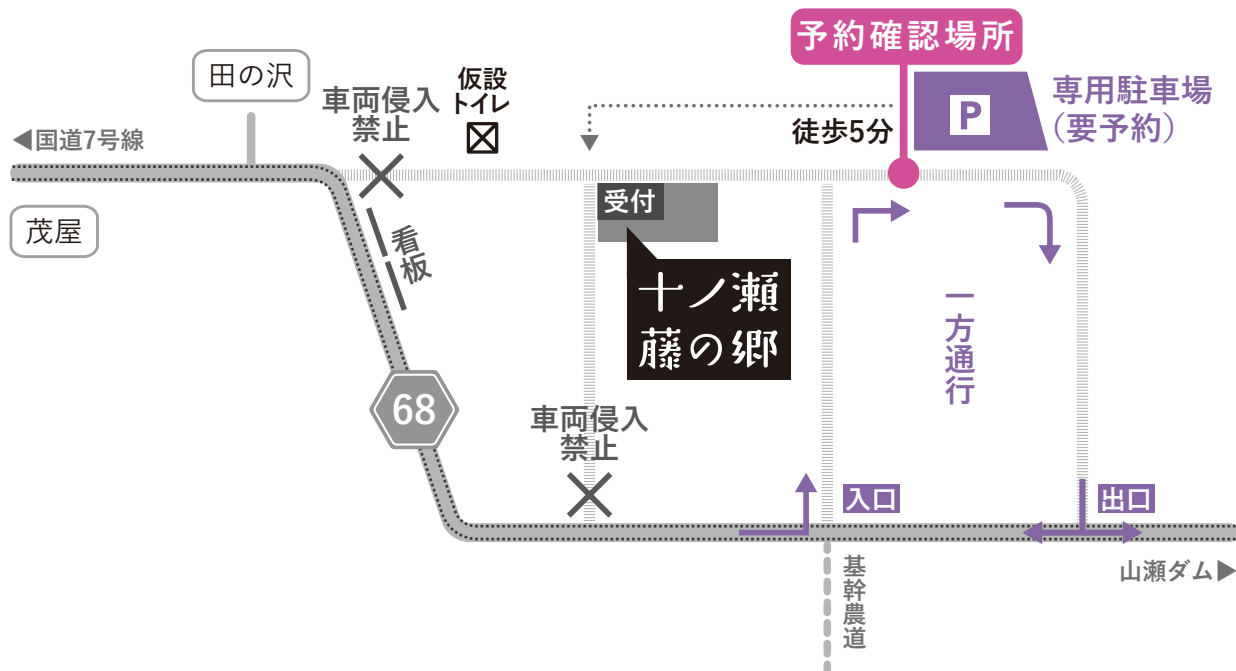 予約確認場所
田の沢
仮設
トイレ
車両侵入
禁止
P
専用駐車場
(要予約)
徒歩5分
◀国道7号線
受付
茂屋
看板
十ノ瀬
藤の郷
一方通行
68
車両侵入
禁止
入口
出口
基幹農道
山瀬ダム▶